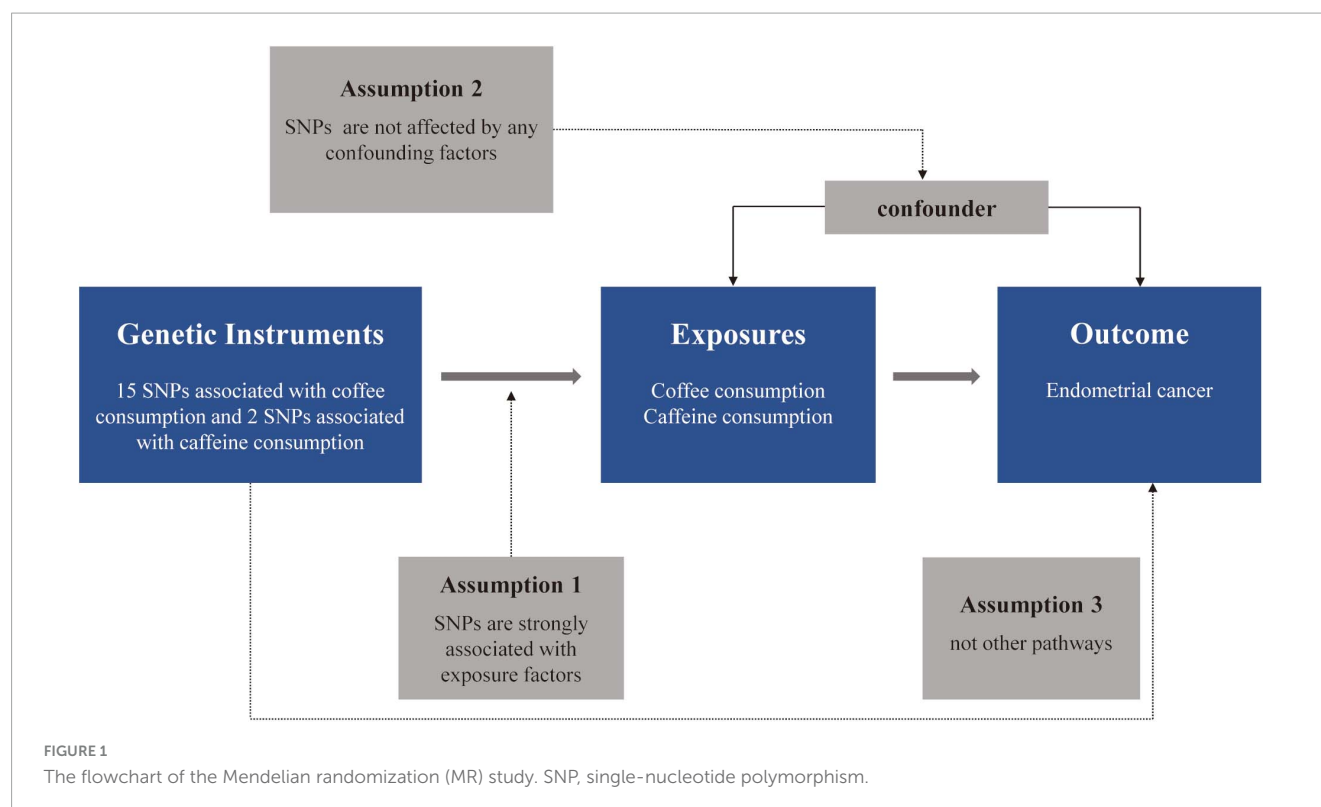 Assumption 2
SNPs are not affected by any
confounding factors
confounder
Genetic Instruments
15 SNPs associated with coffee
consumption and 2 SNPs associated
with caffeine consumption
Exposures
Coffee consumption
Caffeine consumption
Outcome
Endometrial cancer
Assumption 1
SNPs are strongly
associated with
exposure factors
Assumption 3
not other pathways
FIGURE 1
The flowchart of the Mendelian randomization (MR) study. SNP, single-nucleotide polymorphism.